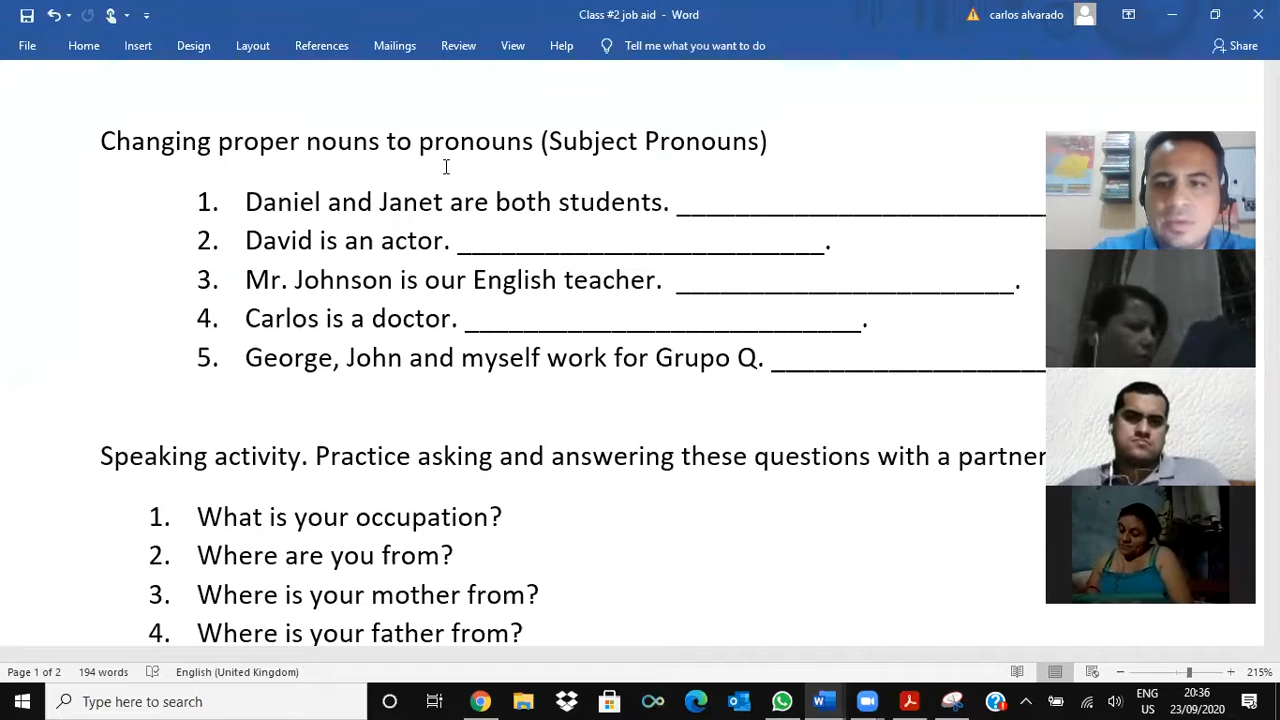 Class #2 job aid - Word
carlos alvarado
File Home Insert Design Layout References Mailings Review View Help Tell me what you want to do Share
Changing proper nouns to pronouns (Subject Pronouns)
1. Daniel and Janet are both students. __________________________
2. David is an actor. __________________________.
3. Mr. Johnson is our English teacher. ________________________.
4. Carlos is a doctor. ____________________________.
5. George, John and myself work for Grupo Q. ___________________
Speaking activity. Practice asking and answering these questions with a partner
1. What is your occupation?
2. Where are you from?
3. Where is your mother from?
4. Where is your father from?
Page 1 of 2 194 words English (United Kingdom) 215%
Type here to search
ENG
US
20:36
23/09/2020